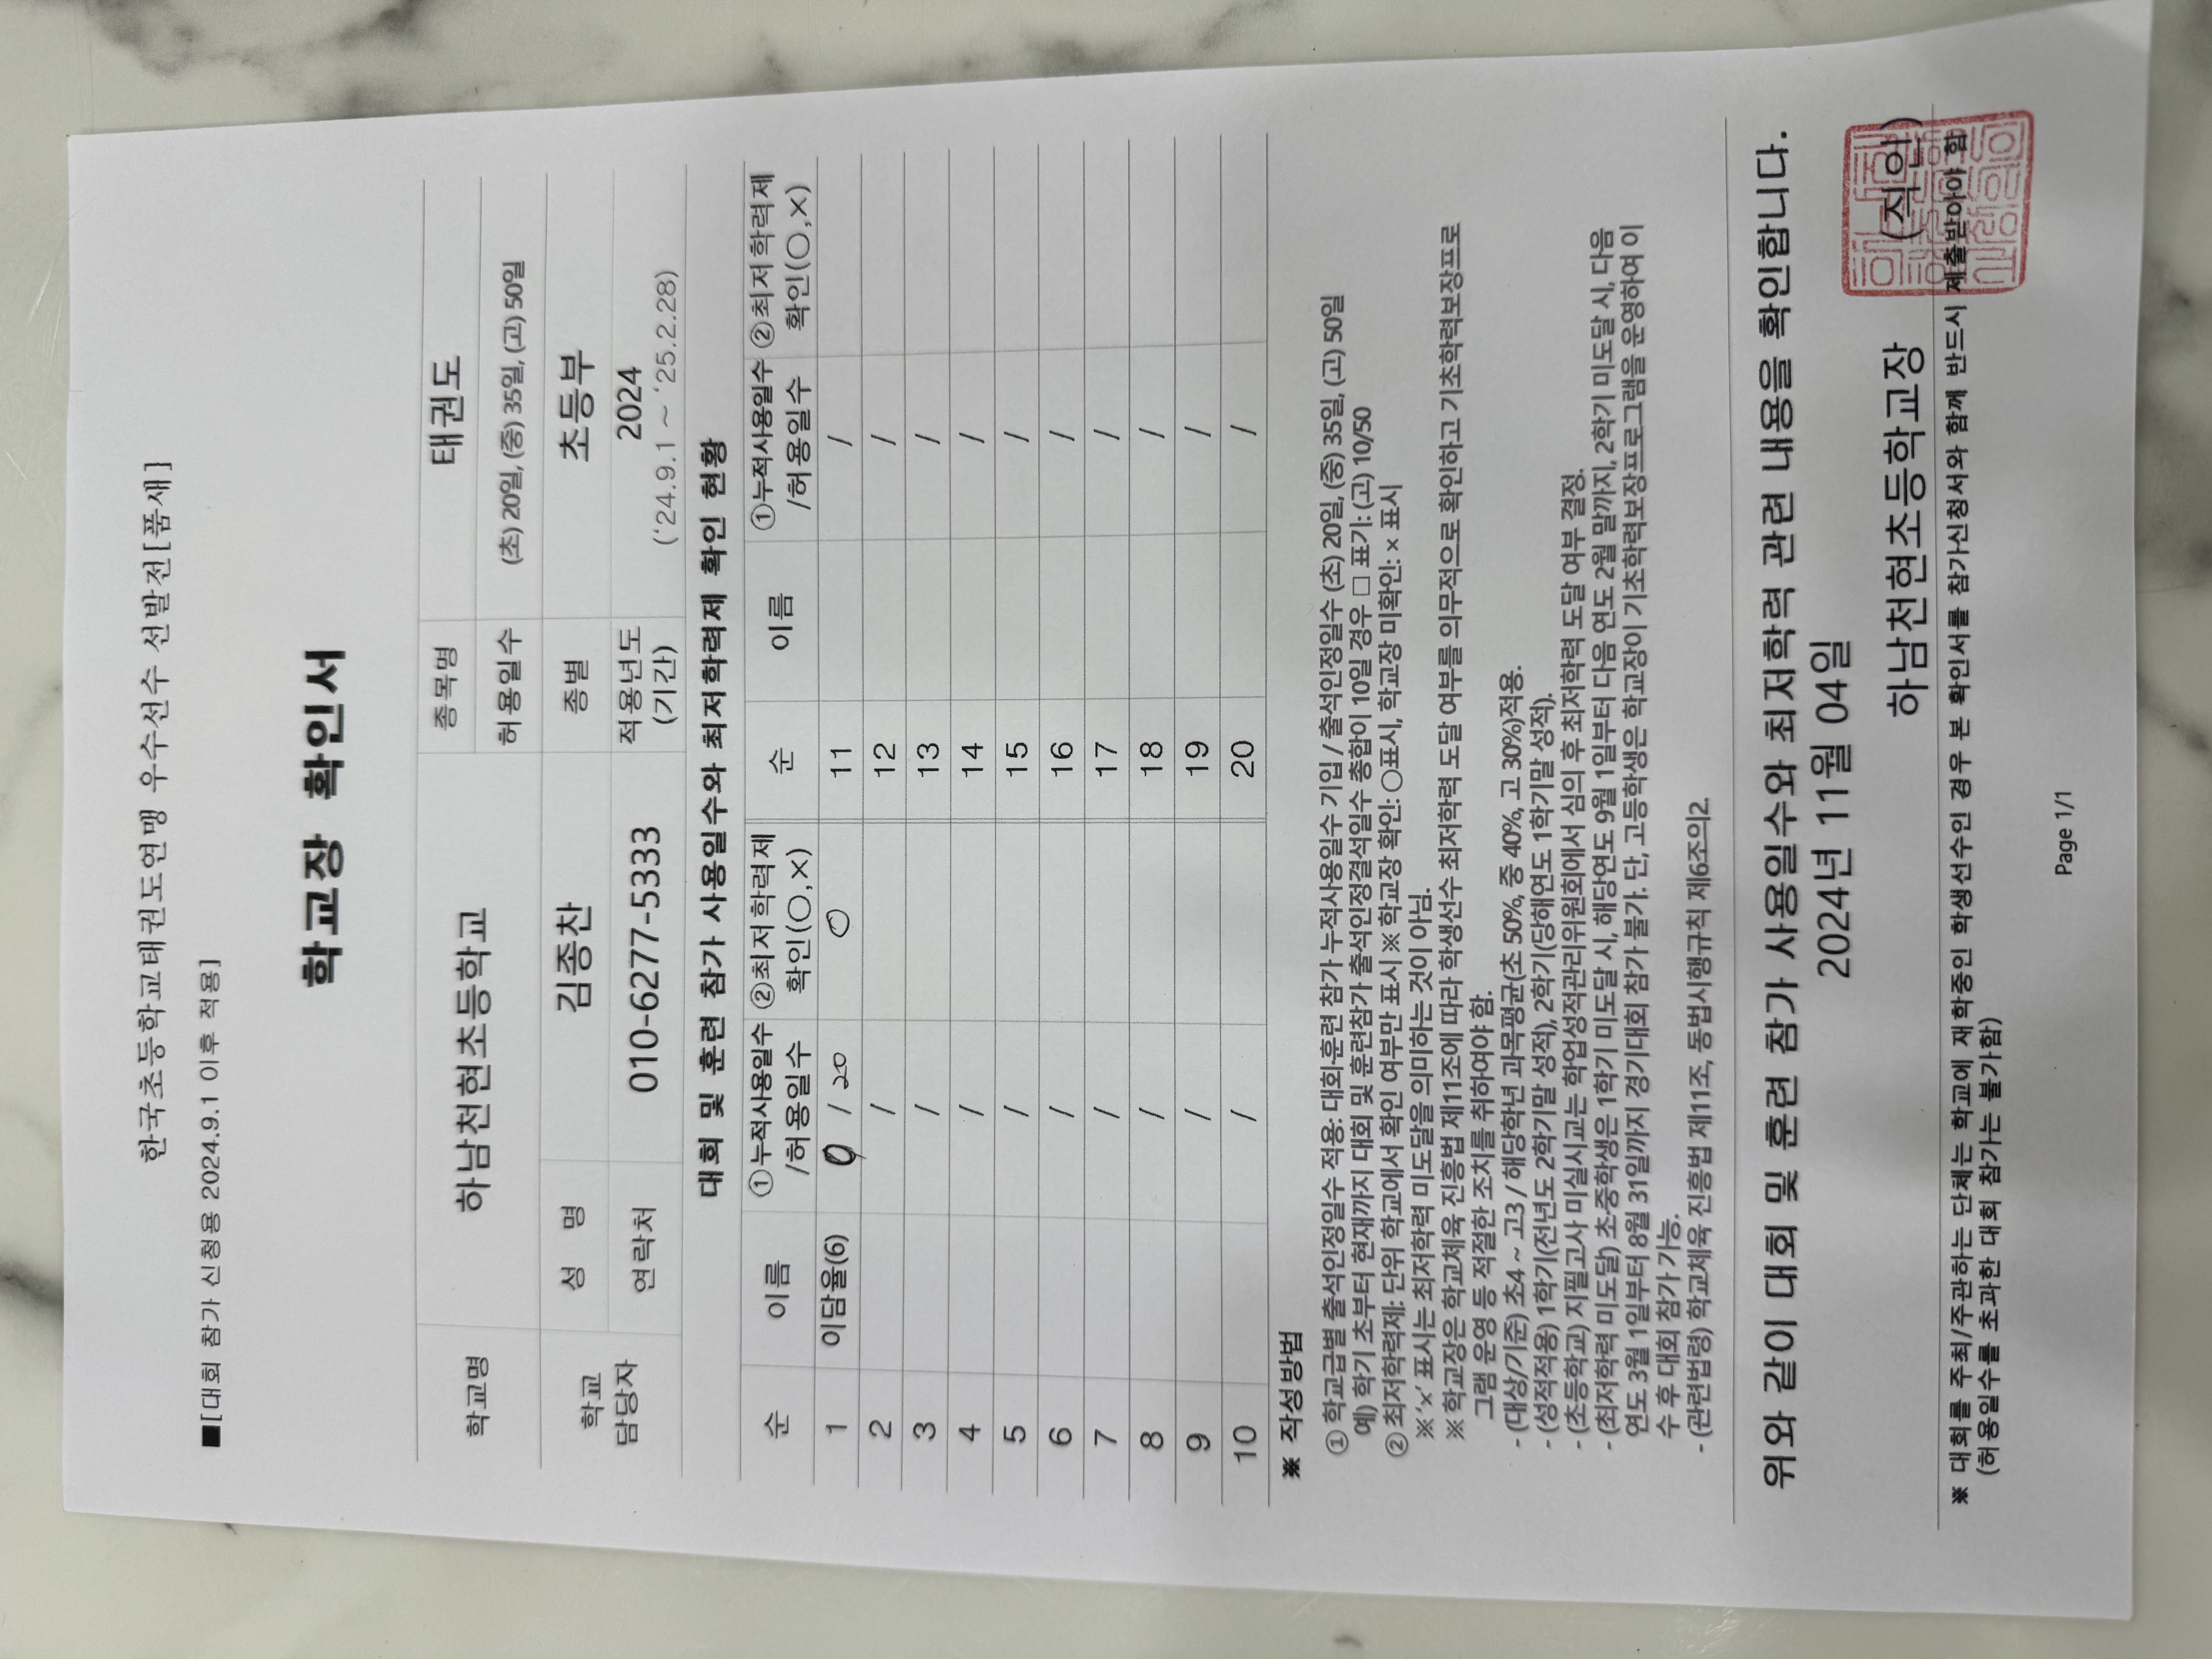 한국초등학교태권도연맹 우수선수 선발전[품새]
■[대회 참가 신청용 2024.9.1 이후 적용]
학교장 확인서
학교명 하남천현초등학교 종목명 태권도
허용일수 (초) 20일, (중) 35일, (고) 50일
학교 담당자 성 명 김종찬 종별 초등부
연락처 010-6277-5333 적용년도 (기간) 2024 ('24.9.1 ~ '25.2.28)
대회 및 훈련 참가 사용일수와 최저학력제 확인 현황
순 이름 ①누적사용일수 /허용일수 ②최저학력제 확인(○,×) 순 이름 ①누적사용일수 /허용일수 ②최저학력제 확인(○,×)
1 이담율(6) 0 / 20 ○ 11 /
2 / 12 /
3 / 13 /
4 / 14 /
5 / 15 /
6 / 16 /
7 / 17 /
8 / 18 /
9 / 19 /
10 / 20 /
※ 작성방법
① 학교급별 출석인정일수 적용: 대회·훈련 참가 누적사용일수 기입 / 출석인정일수 (초) 20일, (중) 35일, (고) 50일
예) 학기 초부터 현재까지 대회 및 훈련참가 출석인정결석일수 총합이 10일 경우 □ 표기: (고) 10/50
② 최저학력제: 단위 학교에서 확인 여부만 표시 ※ 학교장 확인: ○표시, 학교장 미확인: × 표시
※'×' 표시는 최저학력 미도달을 의미하는 것이 아님.
※ 학교장은 학교체육 진흥법 제11조에 따라 학생선수 최저학력 도달 여부를 의무적으로 확인하고 기초학력보장프로
그램 운영 등 적절한 조치를 취하여야 함.
- (대상/기준) 초4 ~ 고3 / 해당학년 과목평균(초 50%, 중 40%, 고 30%)적용.
- (성적적용) 1학기(전년도 2학기말 성적), 2학기(당해연도 1학기말 성적).
- (초등학교) 지필고사 미실시교는 학업성적관리위원회에서 심의 후 최저학력 도달 여부 결정.
- (최저학력 미도달) 초·중학생은 1학기 미도달 시, 해당연도 9월 1일부터 다음 연도 2월 말까지, 2학기 미도달 시, 다음
연도 3월 1일부터 8월 31일까지 경기대회 참가 불가. 단, 고등학생은 학교장이 기초학력보장프로그램을 운영하여 이
수 후 대회 참가 가능.
- (관련법령) 학교체육 진흥법 제11조, 동법시행규칙 제6조의2.
위와 같이 대회 및 훈련 참가 사용일수와 최저학력 관련 내용을 확인합니다.
2024년 11월 04일
하남천현초등학교장 (직인)
※ 대회를 주최/주관하는 단체는 학교에 재학중인 학생선수인 경우 본 확인서를 참가신청서와 함께 반드시 제출받아야 함
(허용일수를 초과한 대회 참가는 불가함)
Page 1/1